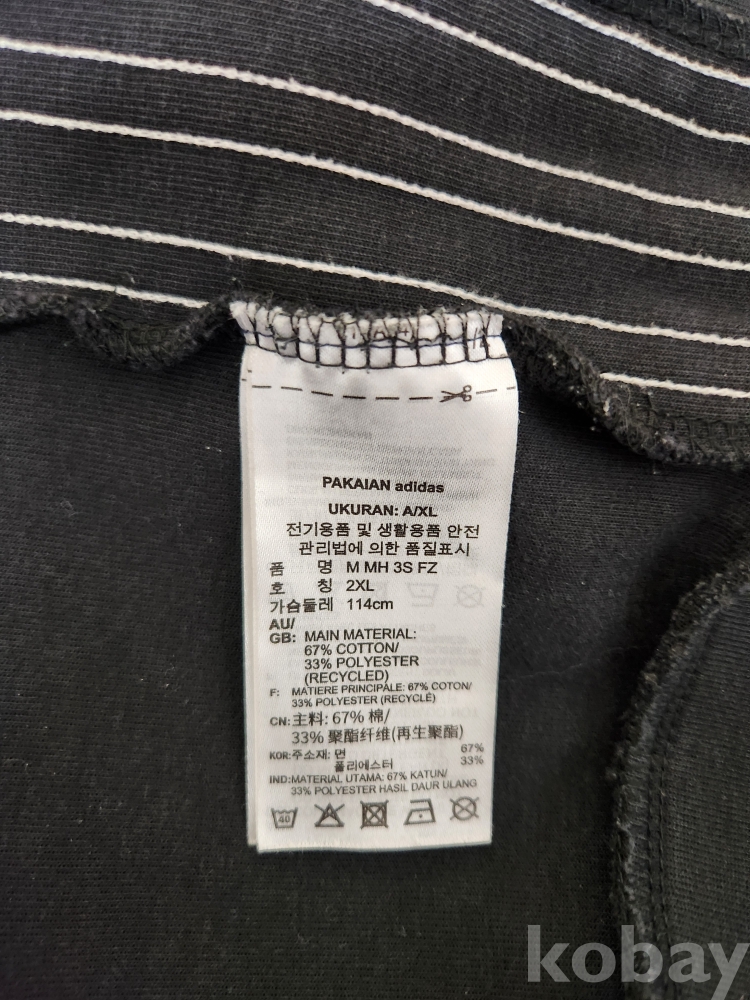 PAKAIAN adidas
UKURAN: A/XL
전기용품 및 생활용품 안전
관리법에 의한 품질표시
품 명 M MH 3S FZ
호 칭 2XL
가슴둘레 114cm
AU/
GB: MAIN MATERIAL:
67% COTTON/
33% POLYESTER
(RECYCLED)
F: MATIERE PRINCIPALE: 67% COTON/
33% POLYESTER (RECYCLÉ)
CN: 主料: 67% 棉/
33% 聚酯纤维(再生聚酯)
KOR: 주소재: 면 67%
폴리에스터 33%
IND: MATERIAL UTAMA: 67% KATUN/
33% POLYESTER HASIL DAUR ULANG
40
kobay